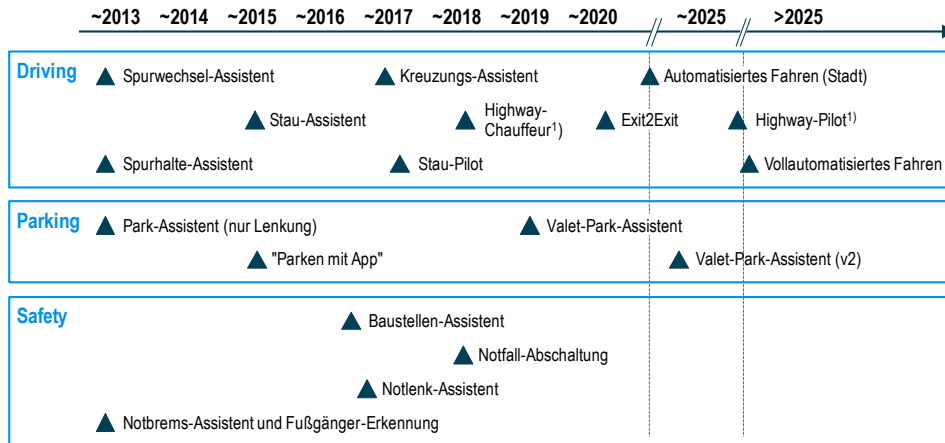 ~2013 ~2014 ~2015 ~2016 ~2017 ~2018 ~2020 ~2025 >2025
Driving
Spurwechsel-Assistent
Kreuzungs-Assistent
Automatisiertes Fahren (Stadt)
Stau-Assistent
Highway-
Chauffeur¹)
Exit2Exit
Highway-Pilot¹⁾
Spurhalte-Assistent
Stau-Pilot
Vollautomatisiertes Fahren
Parking
Park-Assistent (nur Lenkung)
Valet-Park-Assistent
"Parken mit App"
Valet-Park-Assistent (v2)
Safety
Baustellen-Assistent
Notfall-Abschaltung
Notlenk-Assistent
Notbrems-Assistent und Fußgänger-Erkennung